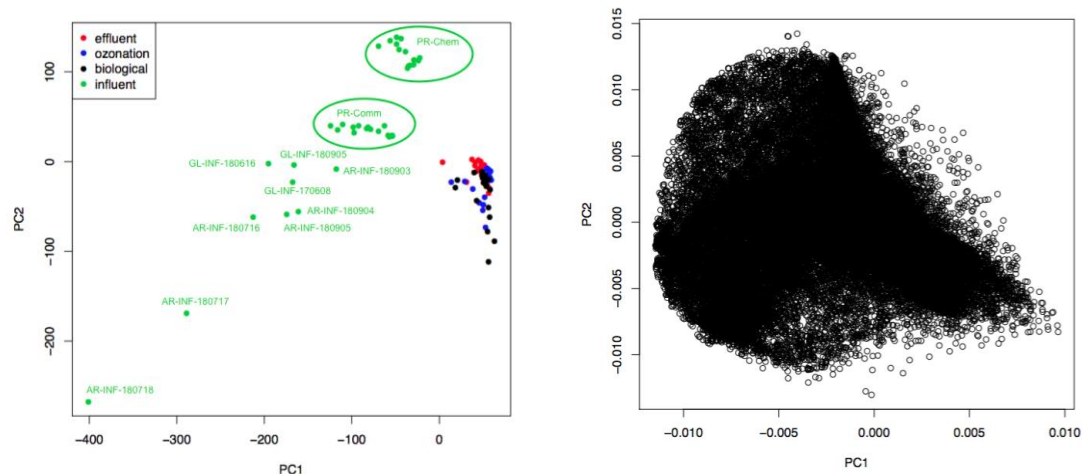 effluent
ozonation
biological
influent
PR-Chem
PR-Comm
GL-INF-180905
GL-INF-180616
AR-INF-180903
GL-INF-170608
AR-INF-180904
AR-INF-180716
AR-INF-180905
AR-INF-180717
AR-INF-180718
100
0
−100
−200
PC2
−400
−300
−200
−100
0
PC1
0.015
0.010
0.005
0.000
−0.005
−0.010
PC2
−0.010
−0.005
0.000
0.005
0.010
PC1